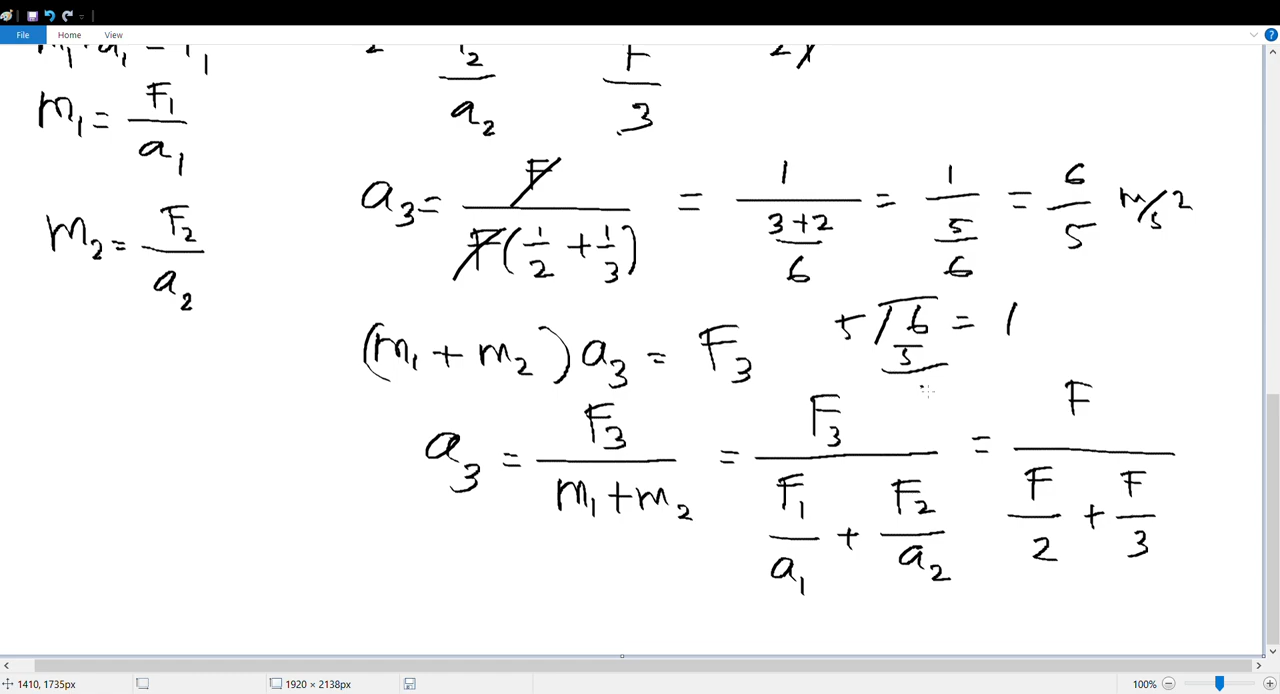 File Home View
m₁ = F₁/a₁
a₂ 3
a₃ = F/F(1/2 + 1/3) = 1/((3+2)/6) = 1/(5/6) = 6/5 m/s 2
m₂ = F₂/a₂
(m₁ + m₂) a₃ = F₃
5 √6 = 1
5
a₃ = F₃/(m₁ + m₂) = F₃/(F₁/a₁ + F₂/a₂) = F/(F/2 + F/3)
1410, 1735px 1920 × 2138px 100%